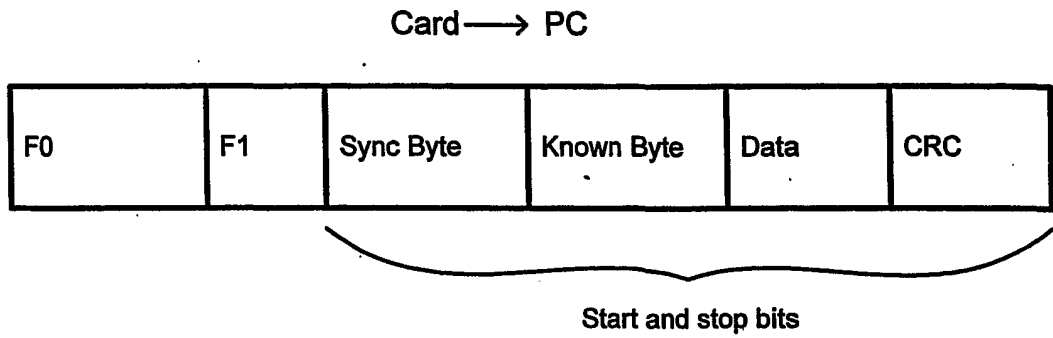 Card → PC
F0 F1 Sync Byte Known Byte Data CRC
Start and stop bits